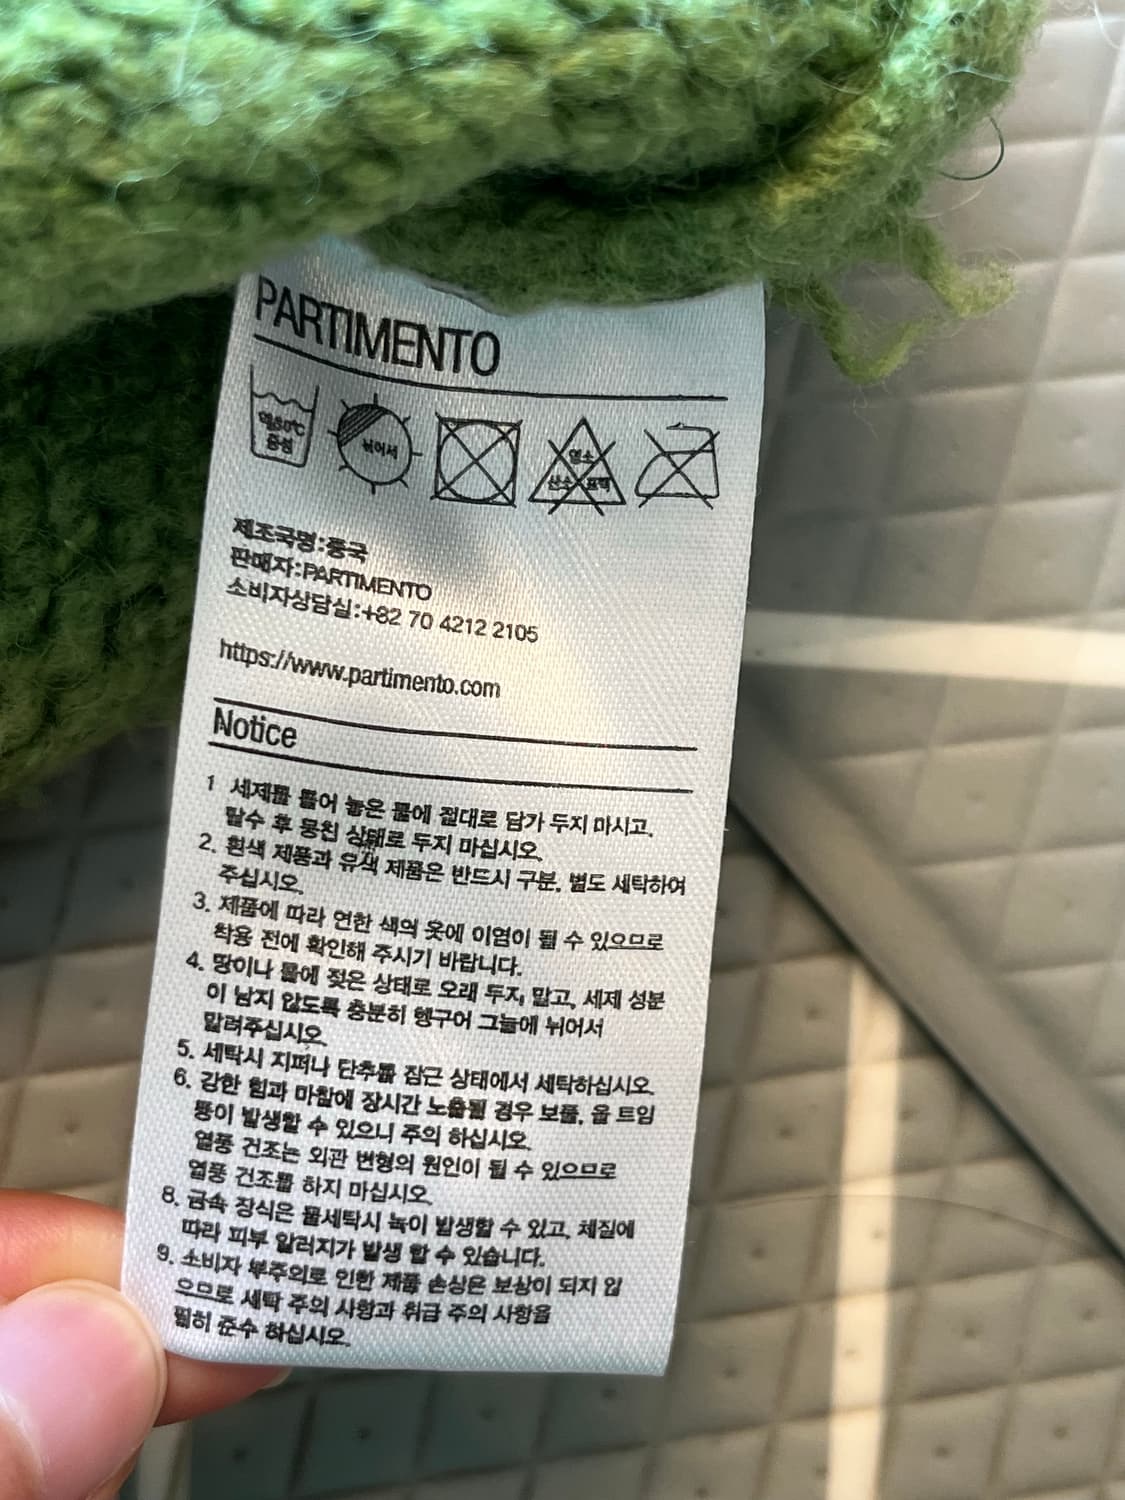 PARTIMENTO
약30℃
중성
뉘어서
염소
산소 표백
제조국명:중국
판매자:PARTIMENTO
소비자상담실:+82 70 4212 2105
https://www.partimento.com
Notice
1 세제를 풀어 놓은 물에 절대로 담가 두지 마시고,
탈수 후 뭉친 상태로 두지 마십시오.
2. 흰색 제품과 유색 제품은 반드시 구분, 별도 세탁하여
주십시오.
3. 제품에 따라 연한 색의 옷에 이염이 될 수 있으므로
착용 전에 확인해 주시기 바랍니다.
4. 땀이나 물에 젖은 상태로 오래 두지 말고, 세제 성분
이 남지 않도록 충분히 헹구어 그늘에 뉘어서
말려주십시오.
5. 세탁시 지퍼나 단추를 잠근 상태에서 세탁하십시오.
6. 강한 힘과 마찰에 장시간 노출될 경우 보풀, 올 트임
등이 발생할 수 있으니 주의 하십시오.
열풍 건조는 외관 변형의 원인이 될 수 있으므로
열풍 건조를 하지 마십시오.
8. 금속 장식은 물세탁시 녹이 발생할 수 있고, 체질에
따라 피부 알러지가 발생 할 수 있습니다.
9. 소비자 부주의로 인한 제품 손상은 보상이 되지 않
으므로 세탁 주의 사항과 취급 주의 사항을
필히 준수 하십시오.